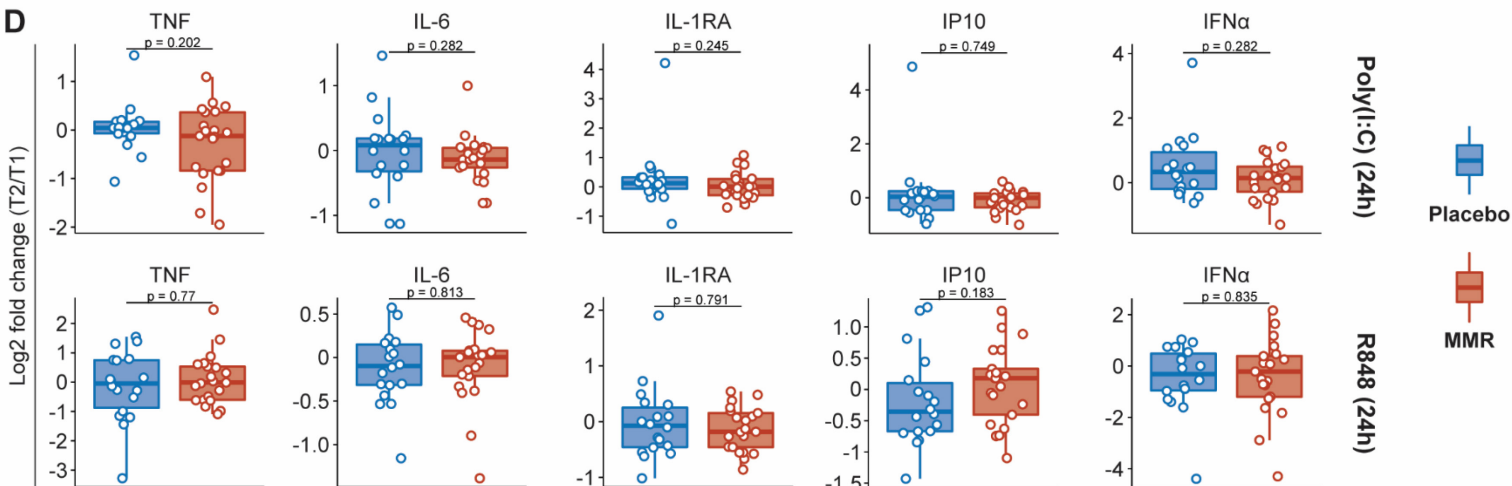 D
Log2 fold change (T2/T1)
TNF
p = 0.202
1
0
-1
-2
IL-6
p = 0.282
1
0
-1
IL-1RA
p = 0.245
4
3
2
1
0
-1
IP10
p = 0.749
4
2
0
IFNα
p = 0.282
4
2
0
Poly(I:C) (24h)
TNF
p = 0.77
2
1
0
-1
-2
-3
IL-6
p = 0.813
0.5
0
-0.5
-1.0
IL-1RA
p = 0.791
2
1
0
-1
IP10
p = 0.183
1.0
0.5
0
-0.5
-1
-1.5
IFNα
p = 0.835
2
0
-2
-4
R848 (24h)
Placebo
MMR